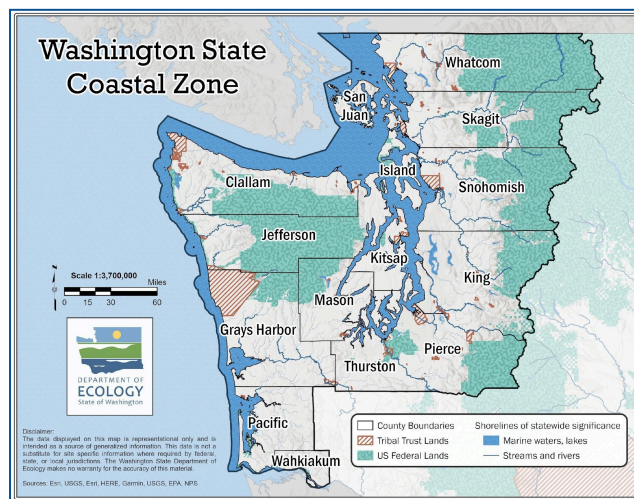 Washington State
Coastal Zone
Whatcom
San
Juan
Skagit
Island
Clallam
Snohomish
Jefferson
Kitsap
King
Mason
Grays Harbor
Pierce
Thurston
Pacific
Wahkiakum
N
Scale 1:3,700,000
Miles
0 15 30 60
DEPARTMENT OF
ECOLOGY
State of Washington
County Boundaries
Tribal Trust Lands
US Federal Lands
Shorelines of statewide significance
Marine waters, lakes
Streams and rivers
Disclaimer:
The data displayed on this map is representational only and is
intended as a source of generalized information. This data is not a
substitute for site specific information where required by federal,
state, or local jurisdictions. The Washington State Department of
Ecology makes no warranty for the accuracy of this material.
Sources: Esri, USGS, Esri, HERE, Garmin, USGS, EPA, NPS